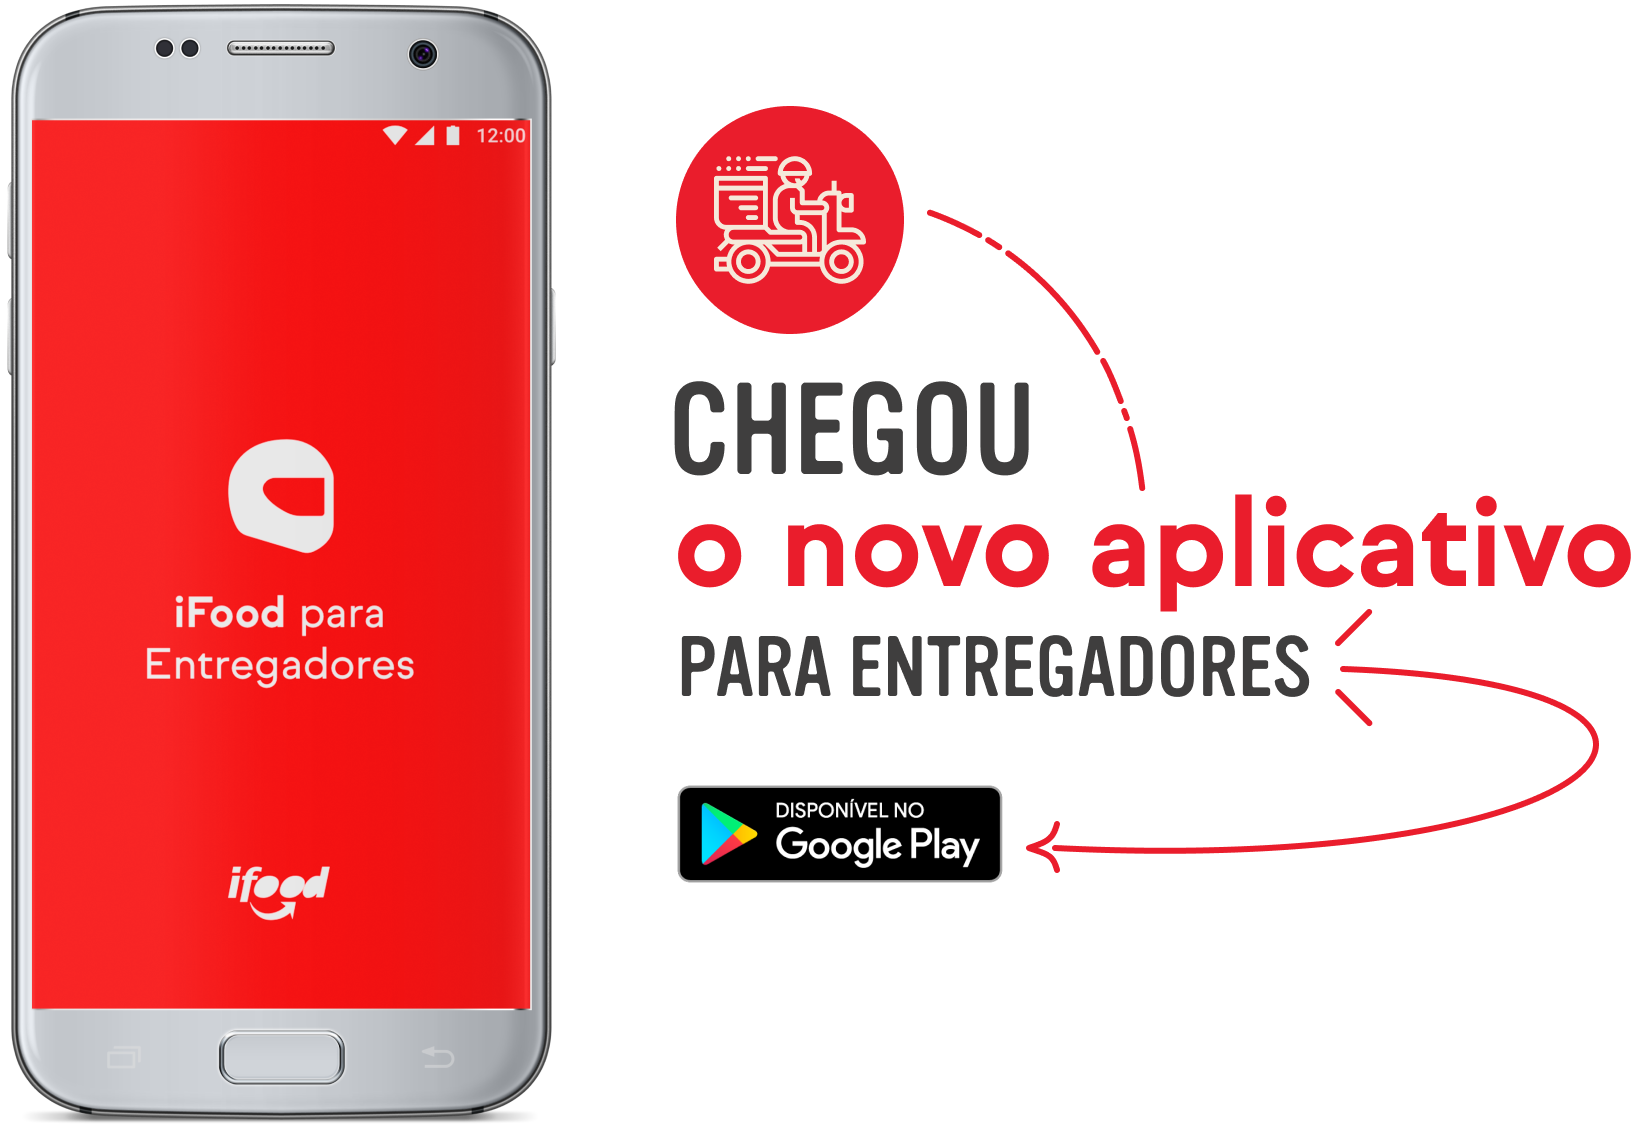 12:00
iFood para
Entregadores
ifood
CHEGOU
o novo aplicativo
PARA ENTREGADORES
DISPONÍVEL NO
Google Play